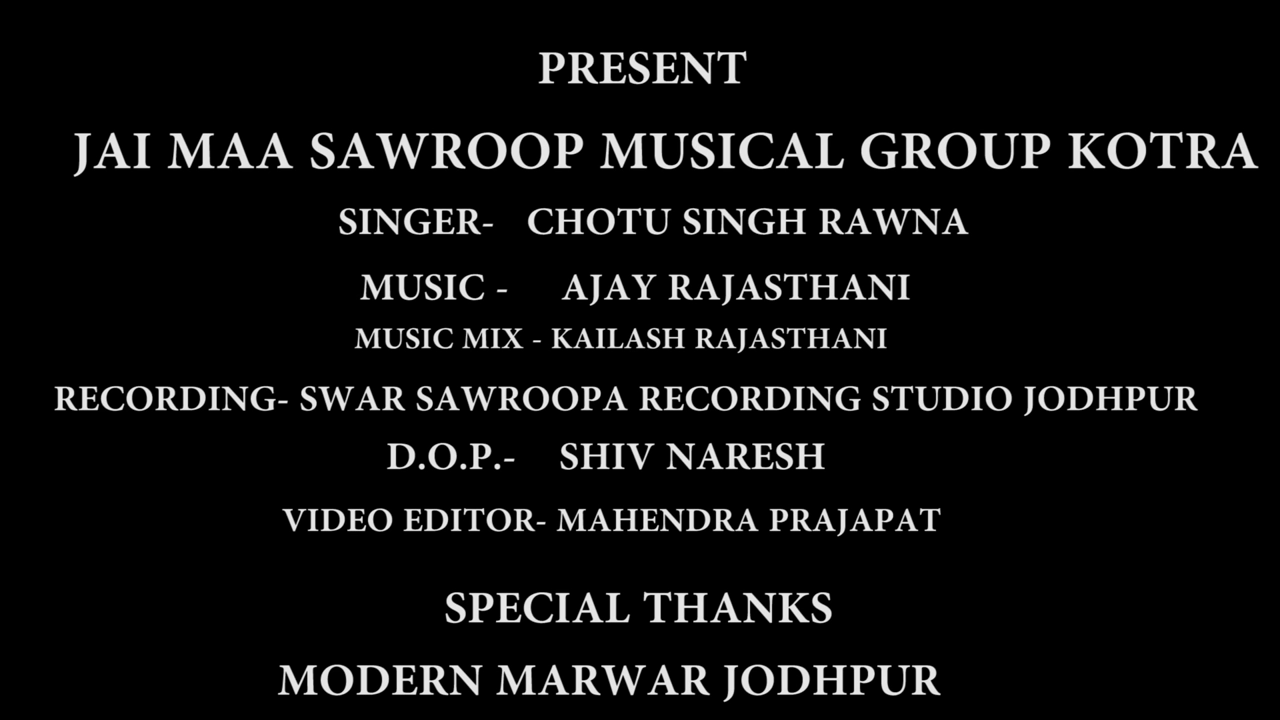 PRESENT
JAI MAA SAWROOP MUSICAL GROUP KOTRA
SINGER- CHOTU SINGH RAWNA
MUSIC - AJAY RAJASTHANI
MUSIC MIX - KAILASH RAJASTHANI
RECORDING- SWAR SAWROOPA RECORDING STUDIO JODHPUR
D.O.P.- SHIV NARESH
VIDEO EDITOR- MAHENDRA PRAJAPAT
SPECIAL THANKS
MODERN MARWAR JODHPUR